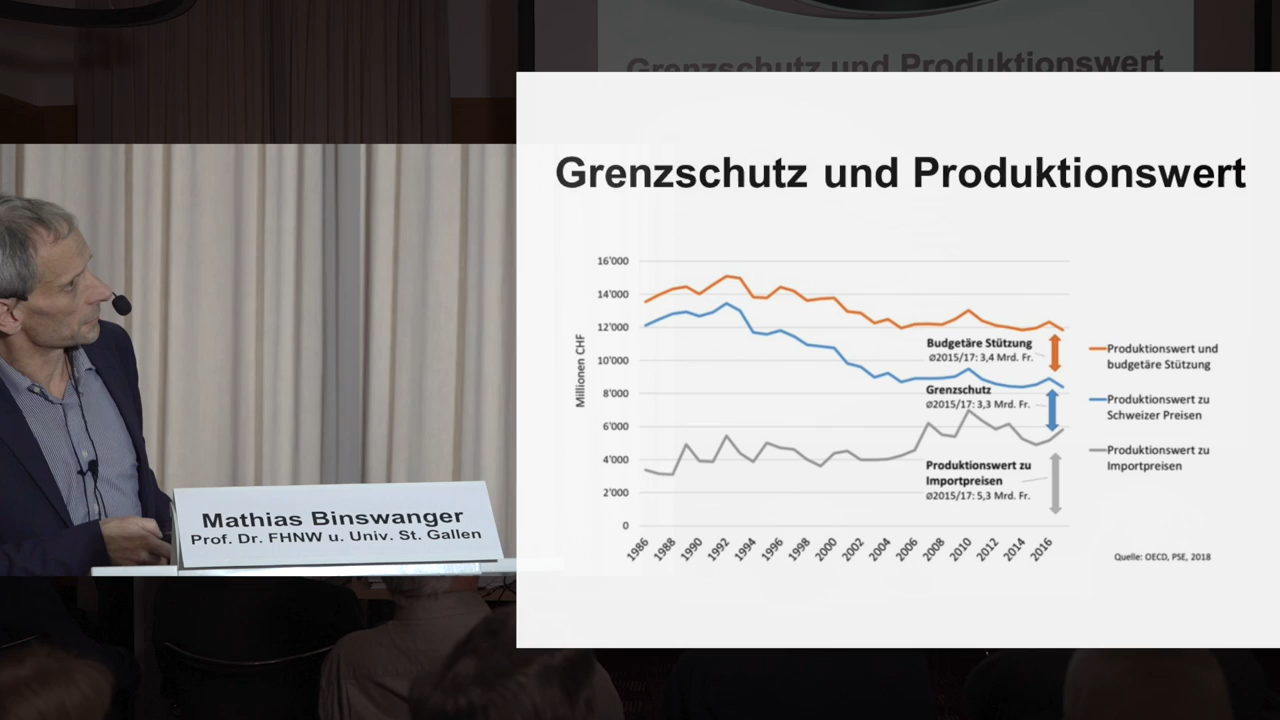 Grenzschutz und Produktionswert
Grenzschutz und Produktionswert
16'000
14'000
12'000
10'000
8'000
6'000
4'000
2'000
0
Millionen CHF
Budgetäre Stützung
⌀2015/17: 3,4 Mrd. Fr.
Grenzschutz
⌀2015/17: 3,3 Mrd. Fr.
Produktionswert zu
Importpreisen
⌀2015/17: 5,3 Mrd. Fr.
Produktionswert und
budgetäre Stützung
Produktionswert zu
Schweizer Preisen
Produktionswert zu
Importpreisen
1986
1988
1990
1992
1994
1996
1998
2000
2002
2004
2006
2008
2010
2012
2014
2016
Quelle: OECD, PSE, 2018
Mathias Binswanger
Prof. Dr. FHNW u. Univ. St. Gallen